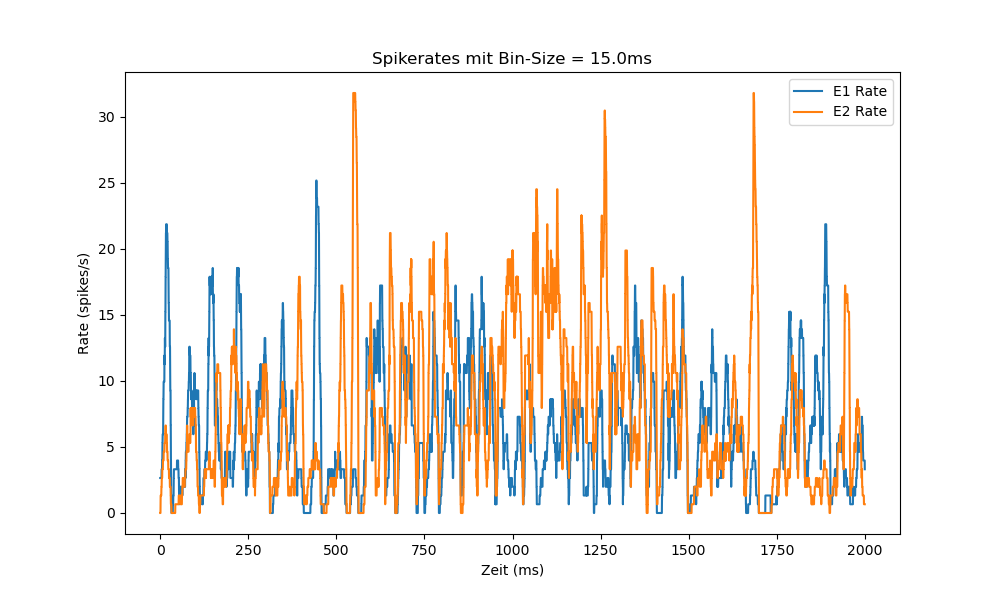 Spikerates mit Bin-Size = 15.0ms
E1 Rate
E2 Rate
Rate (spikes/s)
30
25
20
15
10
5
0
0 250 500 750 1000 1250 1500 1750 2000
Zeit (ms)